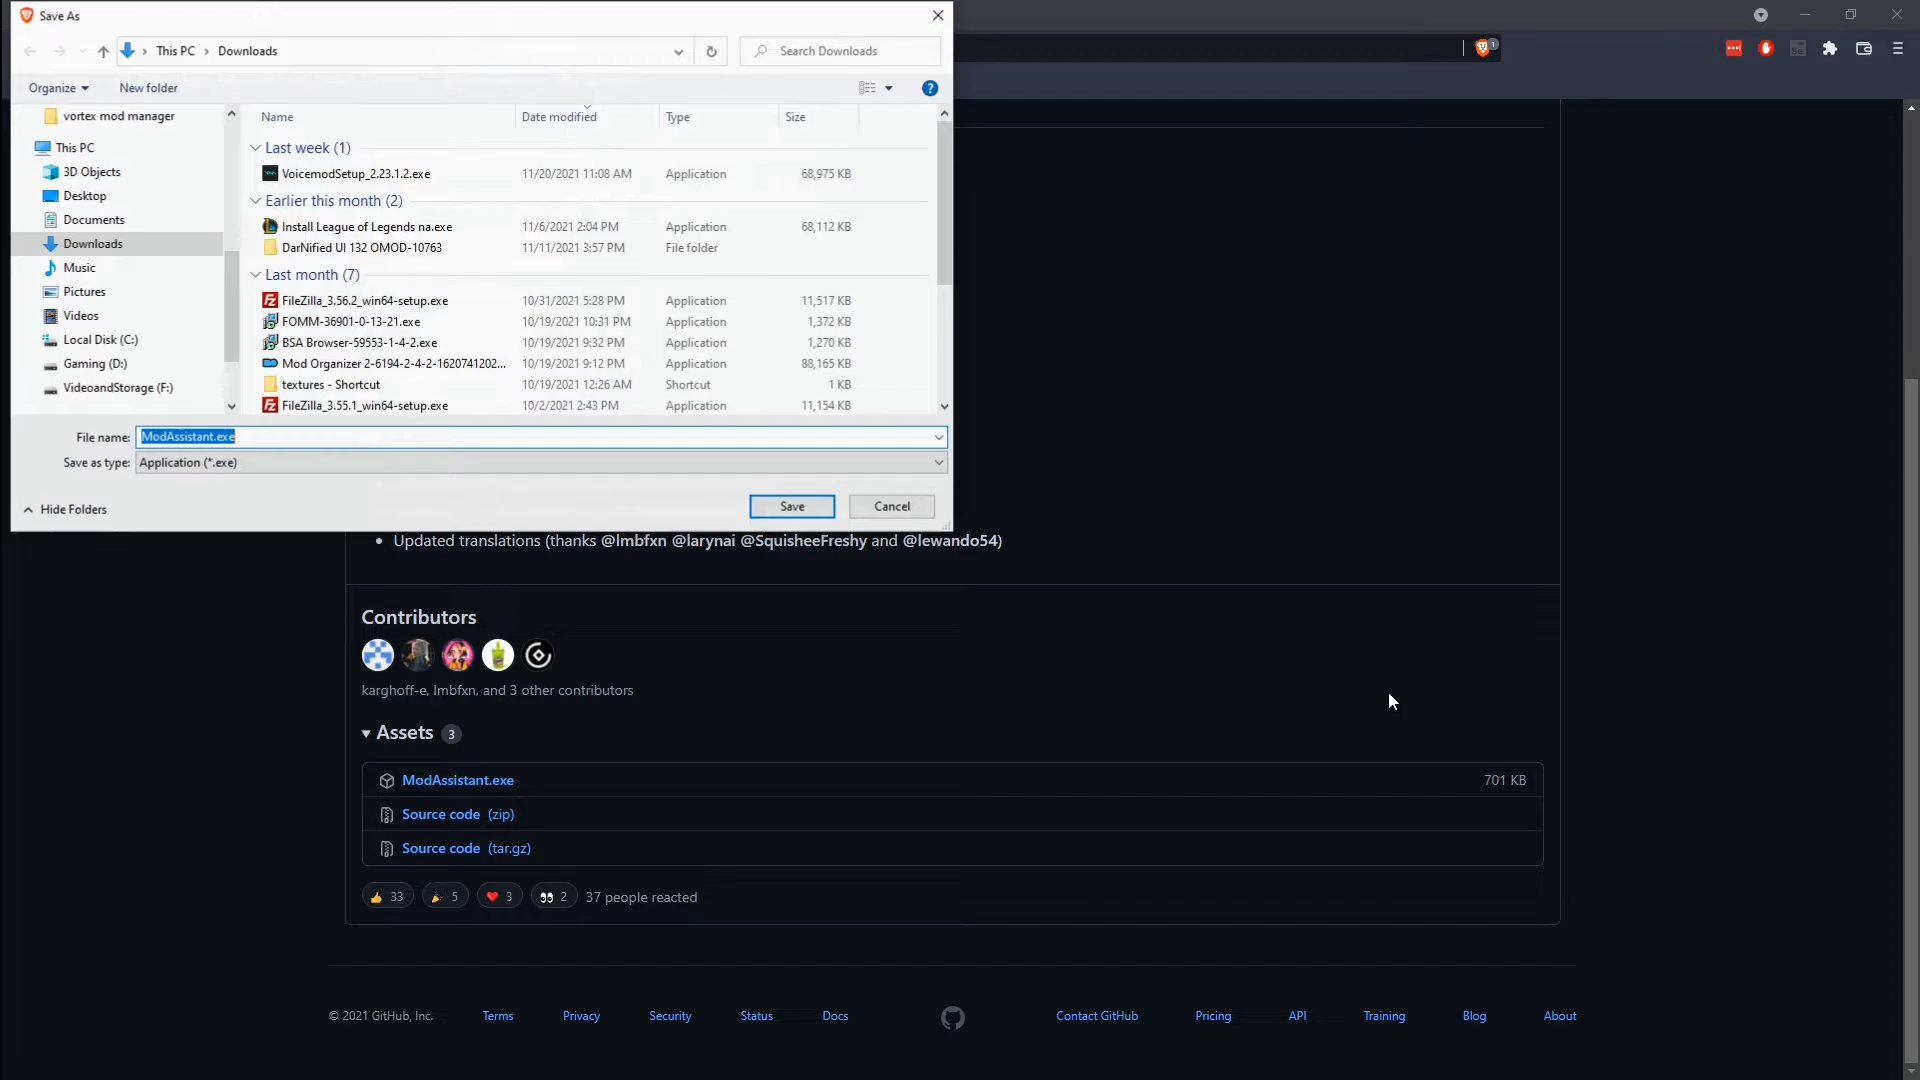 Save As
This PC > Downloads
Search Downloads
Organize
New folder
vortex mod manager
This PC
3D Objects
Desktop
Documents
Downloads
Music
Pictures
Videos
Local Disk (C:)
Gaming (D:)
VideoandStorage (F:)
Name Date modified Type Size
Last week (1)
VoicemodSetup_2.23.1.2.exe 11/20/2021 11:08 AM Application 68,975 KB
Earlier this month (2)
Install League of Legends na.exe 11/6/2021 2:04 PM Application 68,112 KB
DarNified UI 132 OMOD-10763 11/11/2021 3:57 PM File folder
Last month (7)
FileZilla_3.56.2_win64-setup.exe 10/31/2021 5:28 PM Application 11,517 KB
FOMM-36901-0-13-21.exe 10/19/2021 10:31 PM Application 1,372 KB
BSA Browser-59553-1-4-2.exe 10/19/2021 9:32 PM Application 1,270 KB
Mod Organizer 2-6194-2-4-2-1620741202... 10/19/2021 9:12 PM Application 88,165 KB
textures - Shortcut 10/19/2021 12:26 AM Shortcut 1 KB
FileZilla_3.55.1_win64-setup.exe 10/2/2021 2:43 PM Application 11,154 KB
File name: ModAssistant.exe
Save as type: Application (*.exe)
Hide Folders
Save
Cancel
1
• Updated translations (thanks @lmbfxn @larynai @SquisheeFreshy and @lewando54)
Contributors
karghoff-e, lmbfxn, and 3 other contributors
Assets 3
ModAssistant.exe 701 KB
Source code (zip)
Source code (tar.gz)
33 5 3 2 37 people reacted
© 2021 GitHub, Inc. Terms Privacy Security Status Docs Contact GitHub Pricing API Training Blog About